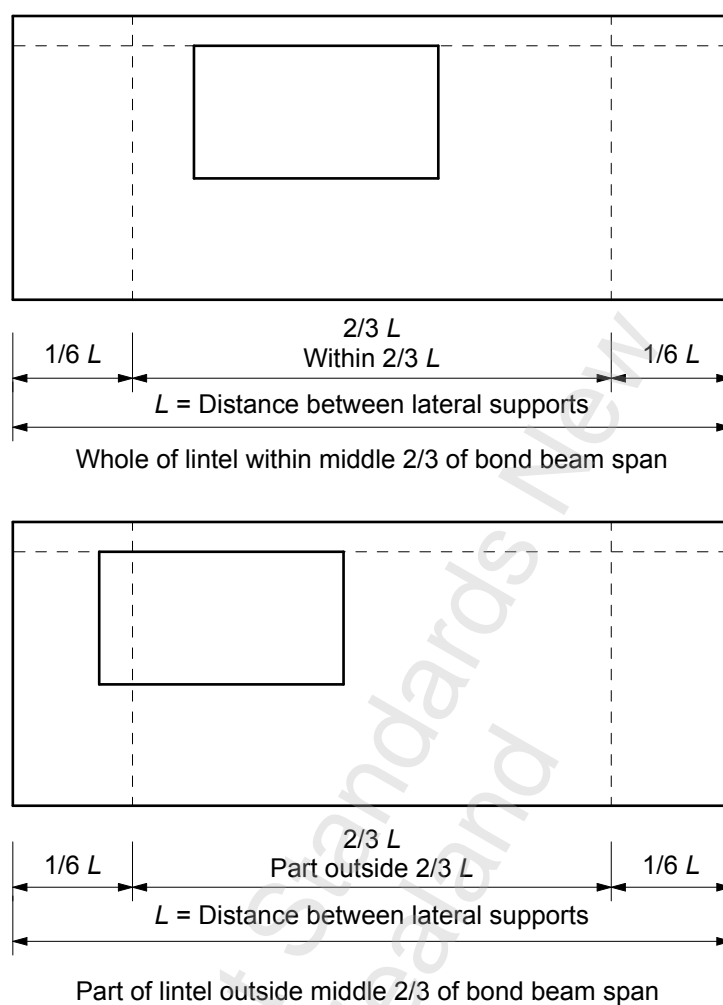 2/3 L
1/6 L Within 2/3 L 1/6 L
L = Distance between lateral supports
Whole of lintel within middle 2/3 of bond beam span
2/3 L
1/6 L Part outside 2/3 L 1/6 L
L = Distance between lateral supports
Part of lintel outside middle 2/3 of bond beam span
Standards New